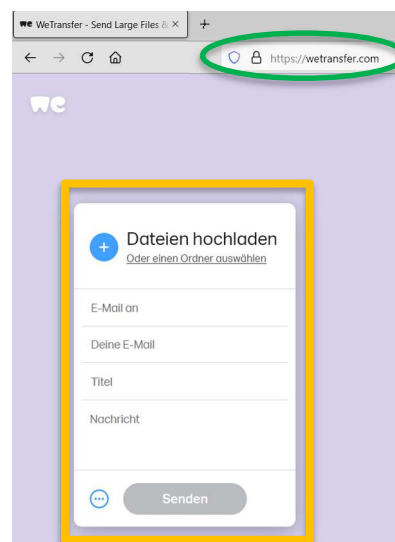 we WeTransfer - Send Large Files &
https://wetransfer.com
we
Dateien hochladen
Oder einen Ordner auswählen
E-Mail an
Deine E-Mail
Titel
Nachricht
Senden